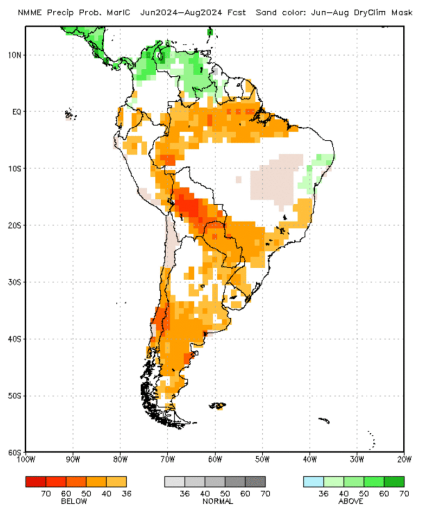 NMME Precip Prob. MarIC Jun2024–Aug2024 Fcst Sand color: Jun–Aug DryClim Mask
10N
EQ
10S
20S
30S
40S
50S
60S
100W 90W 80W 70W 60W 50W 40W 30W 20W
70 60 50 40 36
BELOW
36 40 50 60 70
NORMAL
36 40 50 60 70
ABOVE